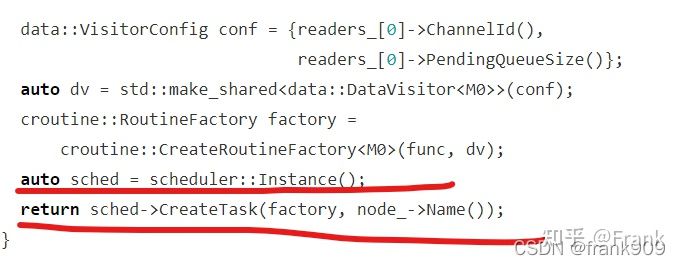 data::VisitorConfig conf = {readers_[0]->ChannelId(),
readers_[0]->PendingQueueSize()};
auto dv = std::make_shared<data::DataVisitor<M0>>(conf);
croutine::RoutineFactory factory =
croutine::CreateRoutineFactory<M0>(func, dv);
auto sched = scheduler::Instance();
return sched->CreateTask(factory, node_->Name());
}
知乎 @Frank
CSDN @frank909